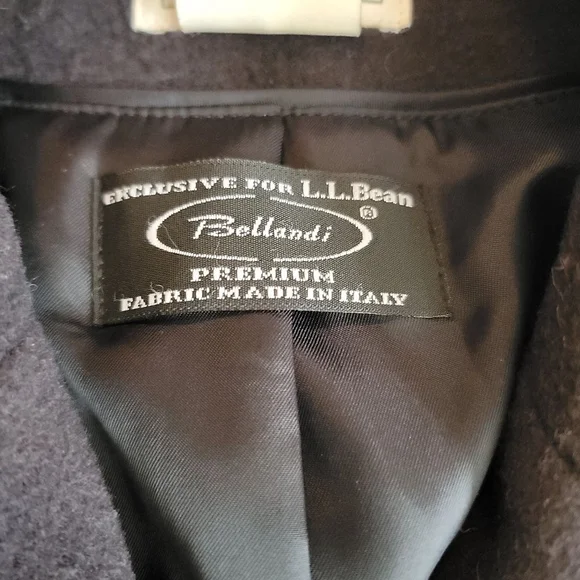 EXCLUSIVE FOR L.L.Bean
Bellandi ®
PREMIUM
FABRIC MADE IN ITALY